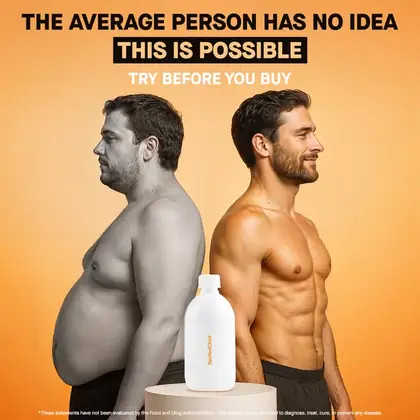 THE AVERAGE PERSON HAS NO IDEA
THIS IS POSSIBLE
TRY BEFORE YOU BUY
*These statements have not been evaluated by the Food and Drug Administration. This product is not intended to diagnose, treat, cure, or prevent any disease.